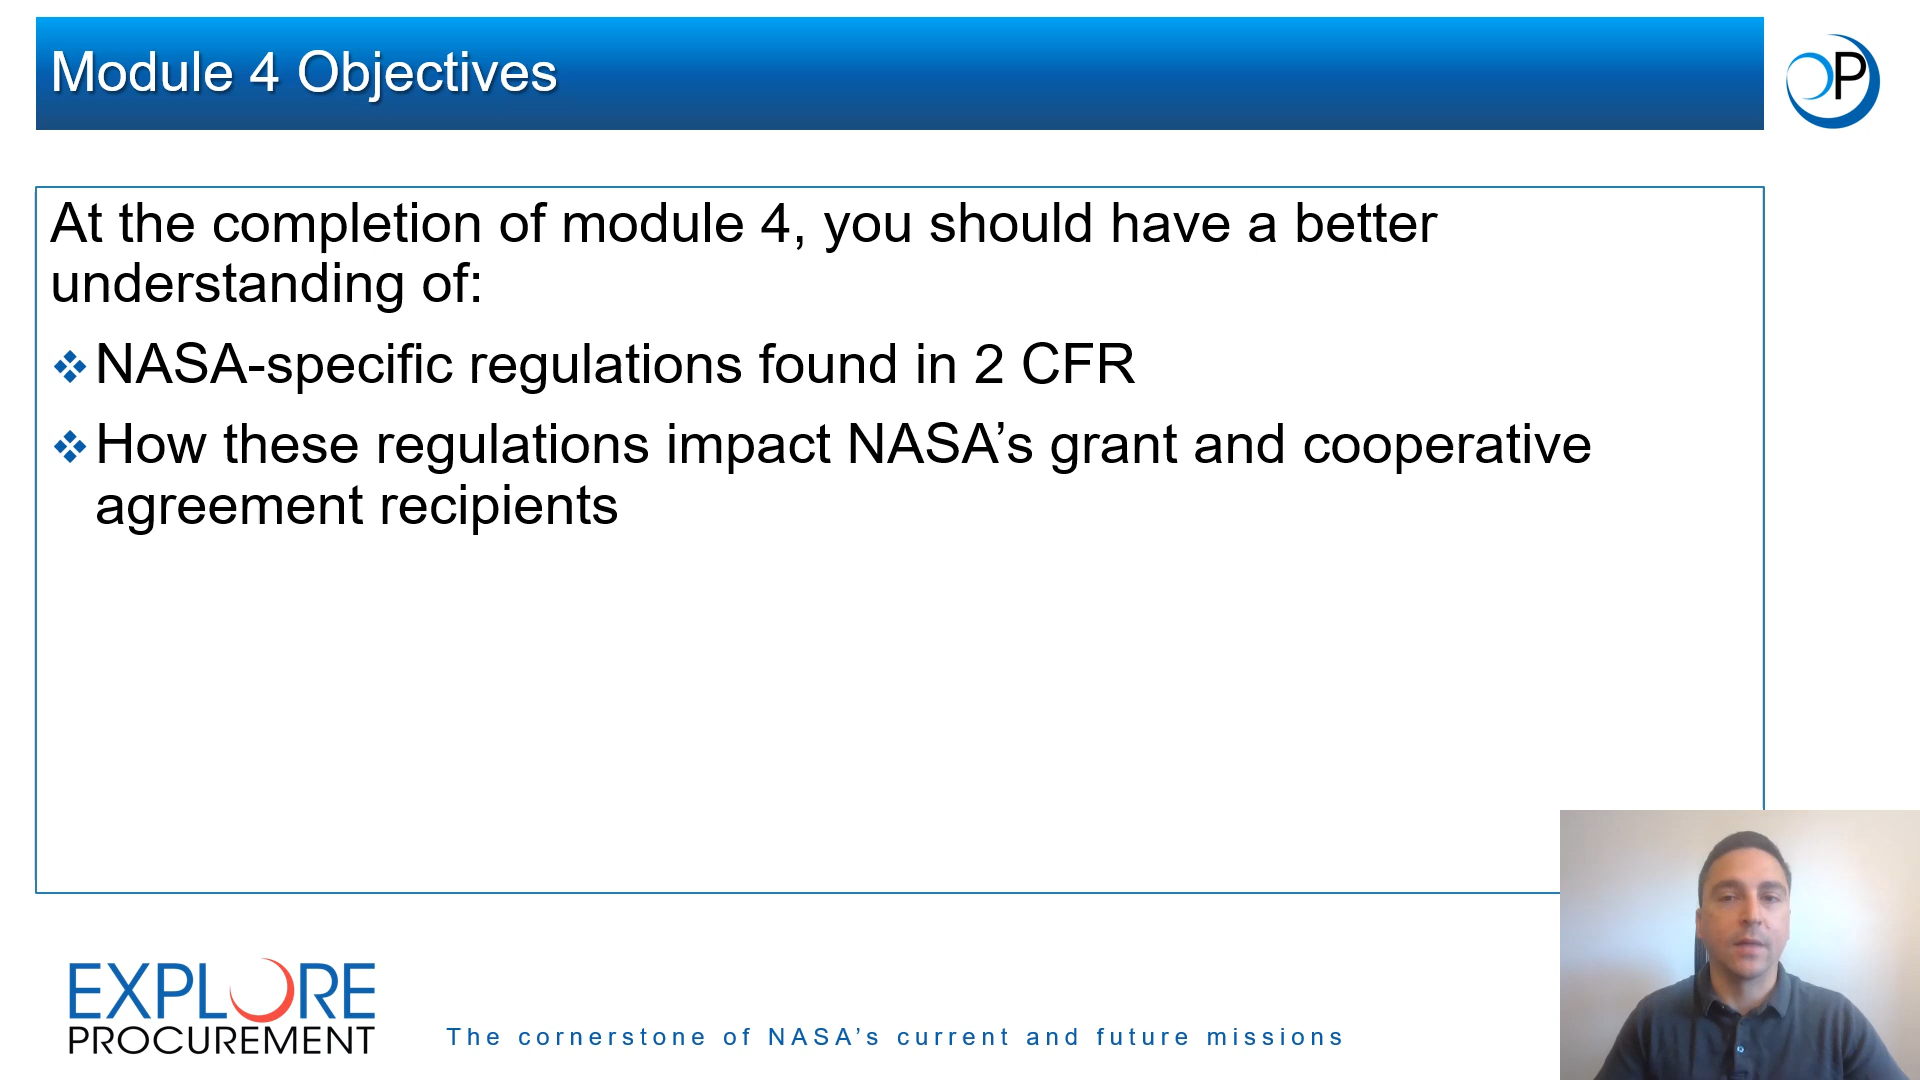 Module 4 Objectives
OP
At the completion of module 4, you should have a better
understanding of:
NASA-specific regulations found in 2 CFR
How these regulations impact NASA’s grant and cooperative
agreement recipients
EXPLORE
PROCUREMENT
The cornerstone of NASA’s current and future missions